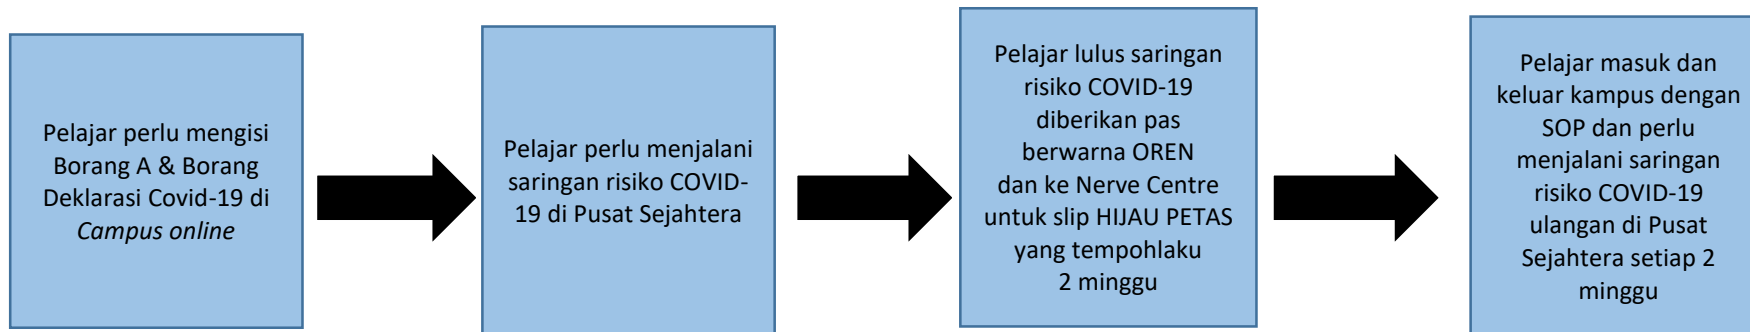 Pelajar perlu mengisi
Borang A & Borang
Deklarasi Covid-19 di
Campus online
Pelajar perlu menjalani
saringan risiko COVID-
19 di Pusat Sejahtera
Pelajar lulus saringan
risiko COVID-19
diberikan pas
berwarna OREN
dan ke Nerve Centre
untuk slip HIJAU PETAS
yang tempohlaku
2 minggu
Pelajar masuk dan
keluar kampus dengan
SOP dan perlu
menjalani saringan
risiko COVID-19
ulangan di Pusat
Sejahtera setiap 2
minggu